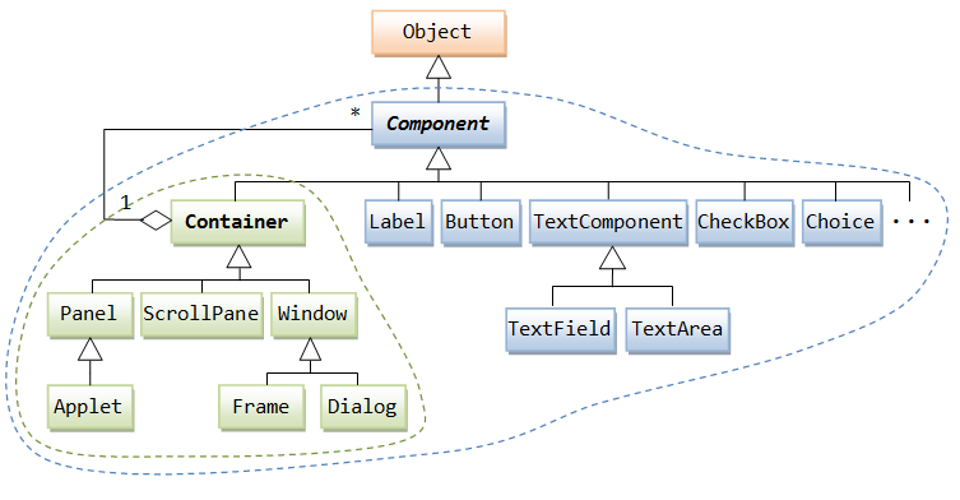 Object
*
Component
1
Container
Label
Button
TextComponent
CheckBox
Choice
...
Panel
ScrollPane
Window
TextField
TextArea
Applet
Frame
Dialog